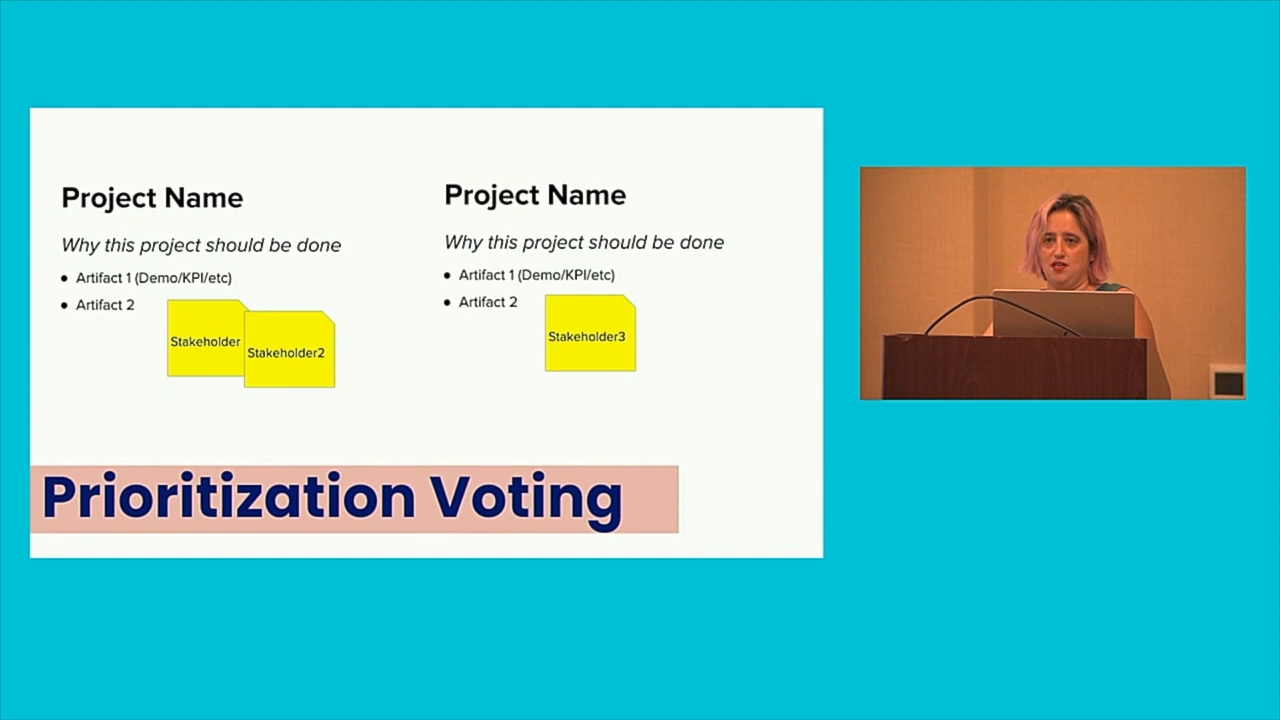 Project Name
Why this project should be done
• Artifact 1 (Demo/KPI/etc)
• Artifact 2
Stakeholder
Stakeholder2
Project Name
Why this project should be done
• Artifact 1 (Demo/KPI/etc)
• Artifact 2
Stakeholder3
Prioritization Voting